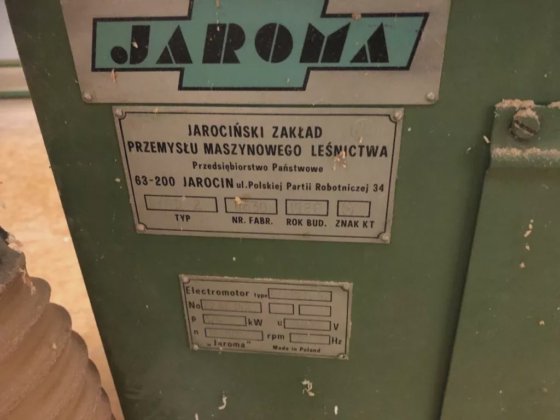 JAROMA
JAROCIŃSKI ZAKŁAD
PRZEMYSŁU MASZYNOWEGO LEŚNICTWA
Przedsiębiorstwo Państwowe
63-200 JAROCIN ul. Polskiej Partii Robotniczej 34
TYP NR. FABR. ROK BUD. ZNAK KT
Electromotor type
No
p kW u V
n rpm Hz
„Jaroma" Made in Poland